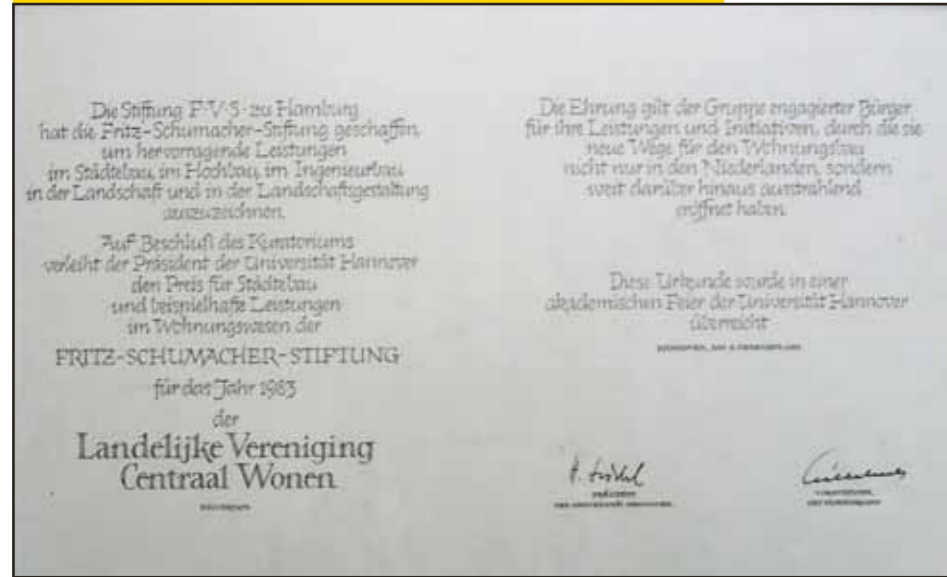 Die Stiftung F·V·S· zu Hamburg
hat die Fritz-Schumacher-Stiftung geschaffen,
um hervorragende Leistungen
im Städtebau, im Hochbau, im Ingenieurbau
in der Landschaft und in der Landschaftsgestaltung
auszuzeichnen.
Auf Beschluß des Kuratoriums
verleiht der Präsident der Universität Hannover
den Preis für Städtebau
und beispielhafte Leistungen
im Wohnungswesen der
FRITZ-SCHUMACHER-STIFTUNG
für das Jahr 1983
der
Landelijke Vereniging
Centraal Wonen
Die Ehrung gilt der Gruppe engagierter Bürger
für ihre Leistungen und Initiativen, durch die sie
neue Wege für den Wohnungsbau
nicht nur in den Niederlanden, sondern
weit darüber hinaus ausstrahlend
eröffnet haben.
Diese Urkunde wurde in einer
akademischen Feier der Universität Hannover
überreicht